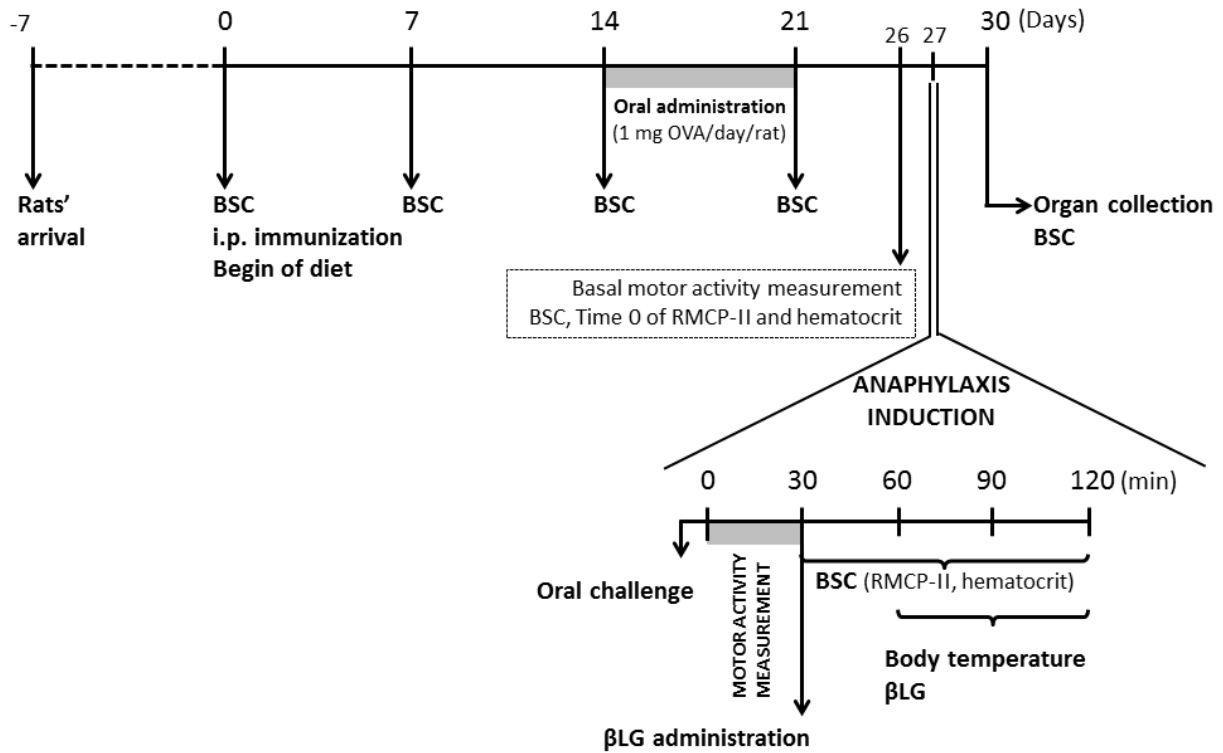 -7 0 7 14 21 26 27 30 (Days)
Oral administration
(1 mg OVA/day/rat)
Rats’
arrival
BSC
i.p. immunization
Begin of diet
BSC
BSC
BSC
Organ collection
BSC
Basal motor activity measurement
BSC, Time 0 of RMCP-II and hematocrit
ANAPHYLAXIS
INDUCTION
0 30 60 90 120 (min)
Oral challenge
MOTOR ACTIVITY
MEASUREMENT
BSC (RMCP-II, hematocrit)
Body temperature
βLG
βLG administration